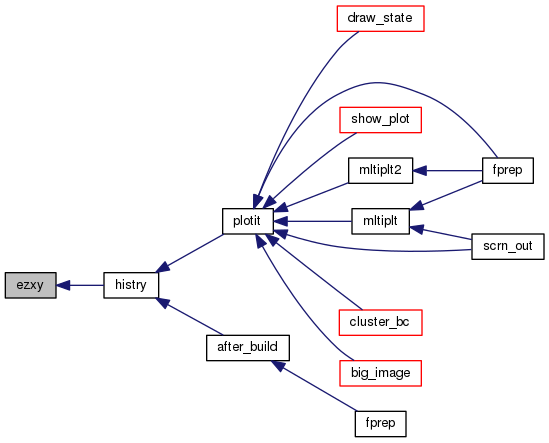 draw_state
show_plot
mltiplt2
fprep
plotit
mltiplt
scrn_out
ezxy
histry
cluster_bc
after_build
big_image
fprep